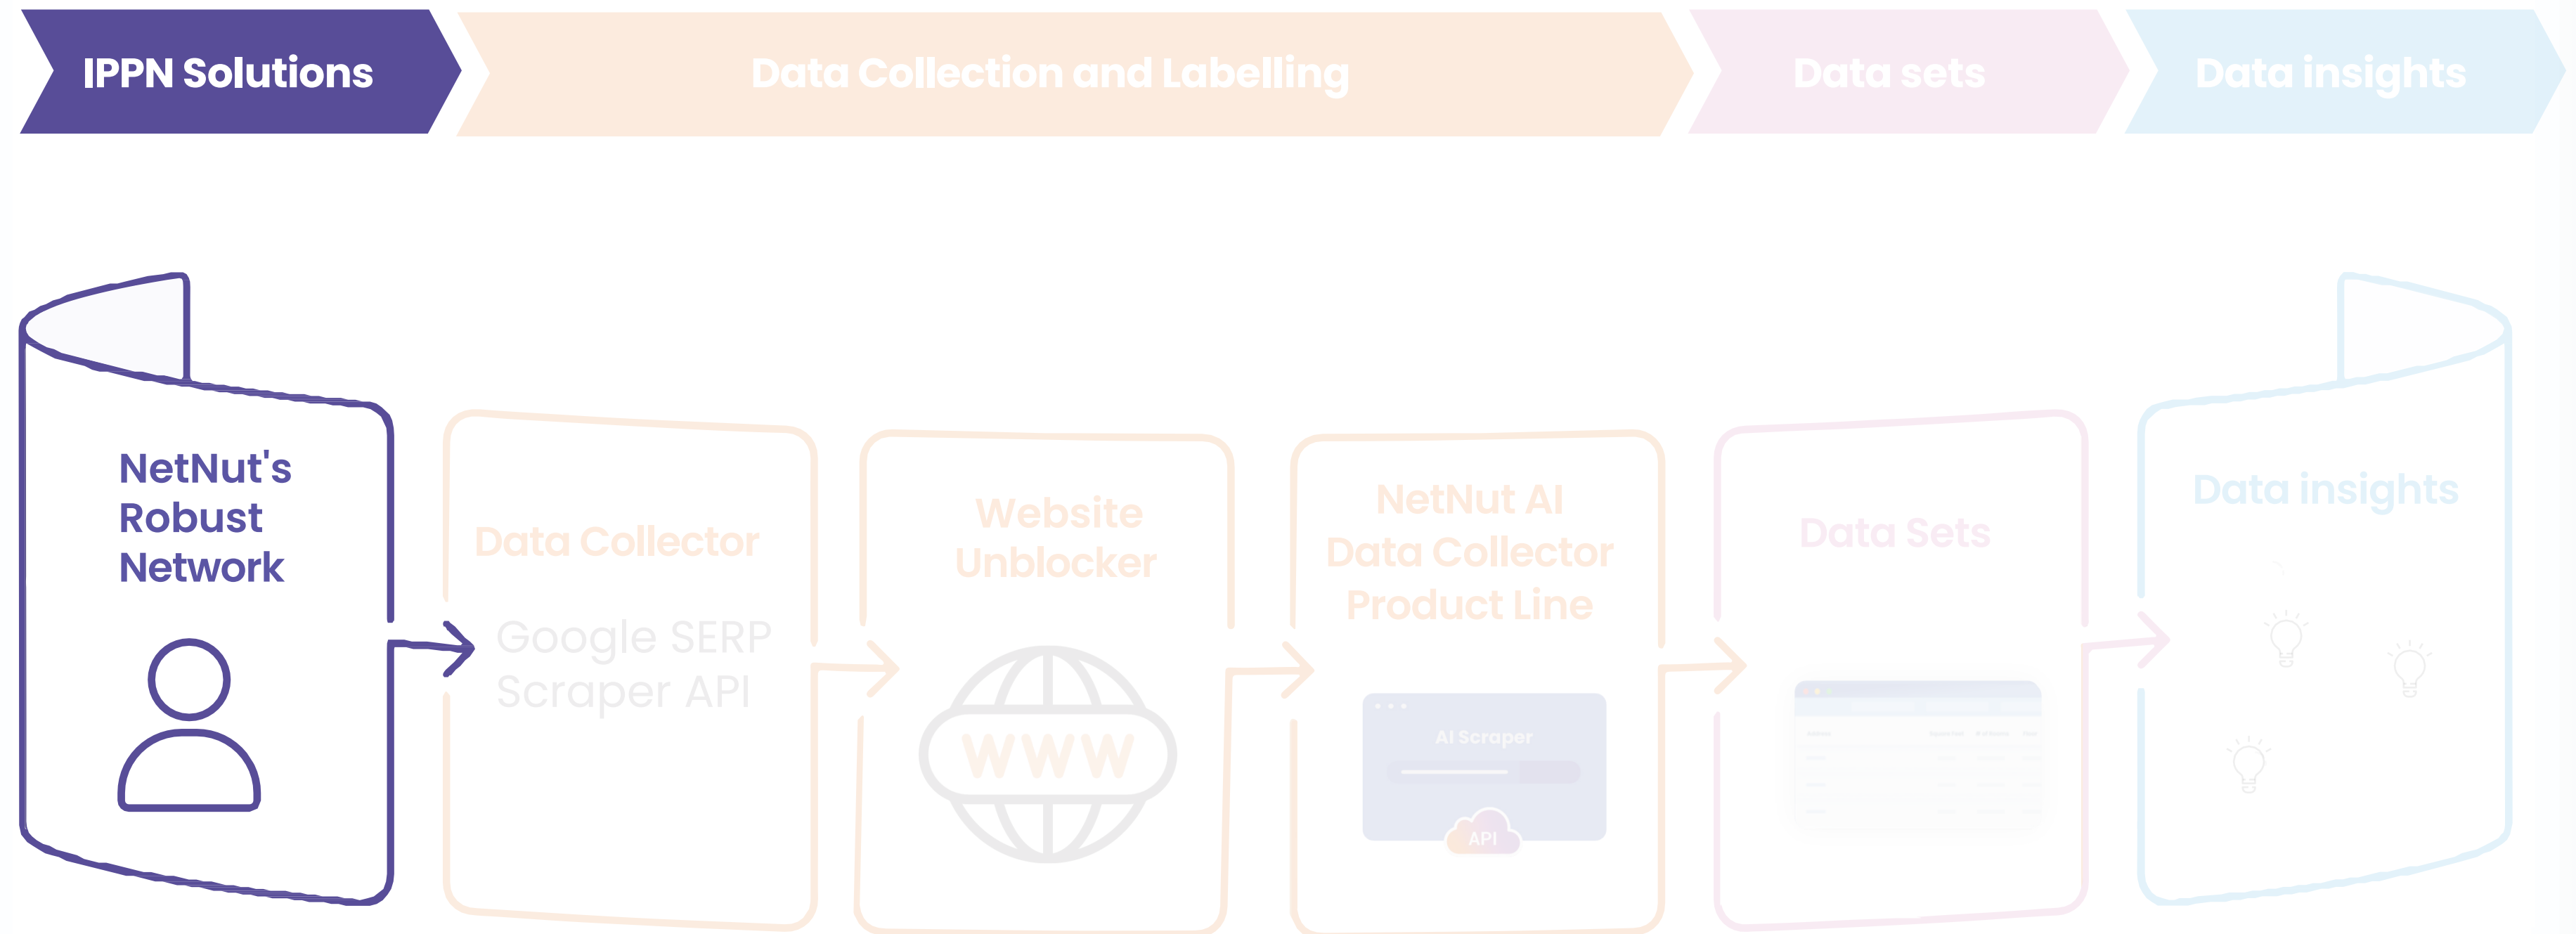 IPPN Solutions
Data Collection and Labelling
Data sets
Data insights
NetNut's
Robust
Network
Data Collector
Google SERP
Scraper API
Website
Unblocker
WWW
NetNut AI
Data Collector
Product Line
AI Scraper
API
Data Sets
Data insights